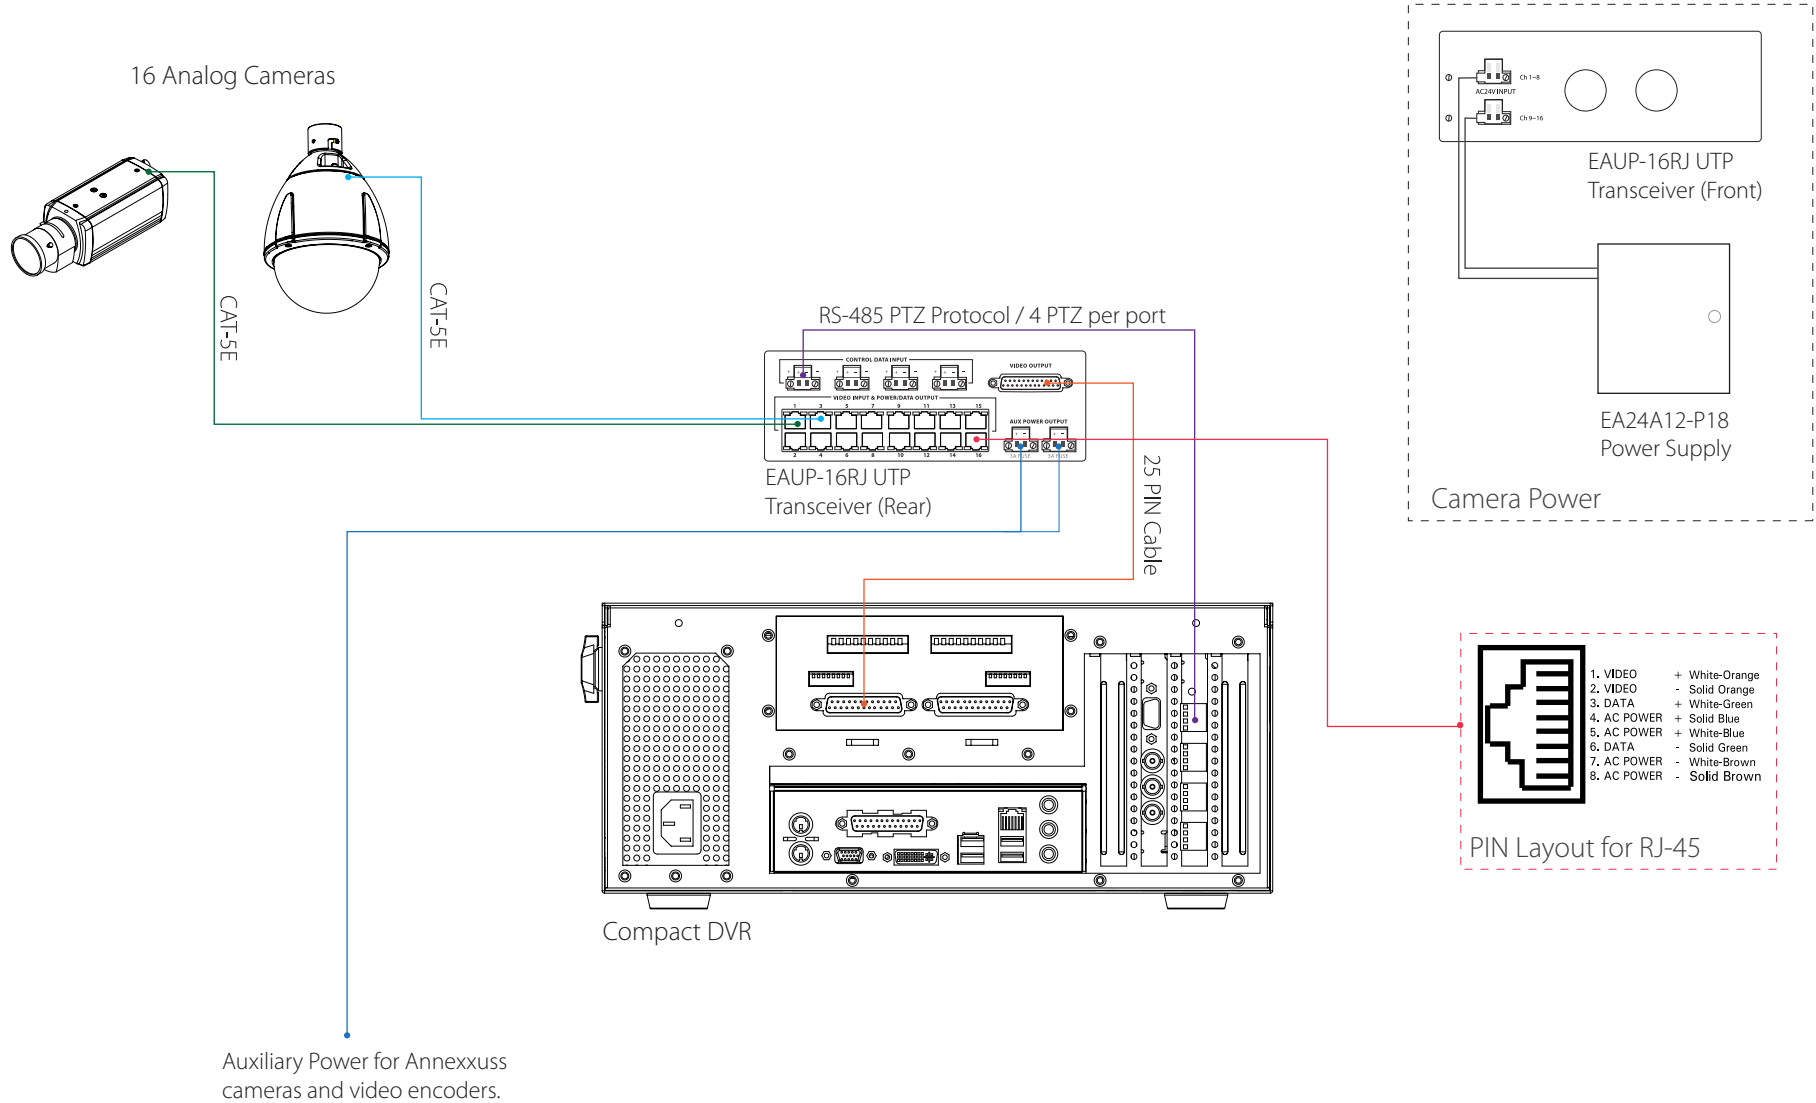 16 Analog Cameras
CAT-5E
CAT-5E
RS-485 PTZ Protocol / 4 PTZ per port
CONTROL DATA INPUT
+ - + - + - + -
VIDEO OUTPUT
VIDEO INPUT & POWER/DATA OUTPUT
1 3 5 7 9 11 13 15
2 4 6 8 10 12 14 16
AUX POWER OUTPUT
+ - + -
3A FUSE 3A FUSE
EAUP-16RJ UTP
Transceiver (Rear)
25 PIN Cable
Compact DVR
Auxiliary Power for Annexxuss
cameras and video encoders.
Ch 1~8
AC24V INPUT
Ch 9~16
EAUP-16RJ UTP
Transceiver (Front)
EA24A12-P18
Power Supply
Camera Power
1. VIDEO + White-Orange
2. VIDEO - Solid Orange
3. DATA + White-Green
4. AC POWER + Solid Blue
5. AC POWER + White-Blue
6. DATA - Solid Green
7. AC POWER - White-Brown
8. AC POWER - Solid Brown
PIN Layout for RJ-45